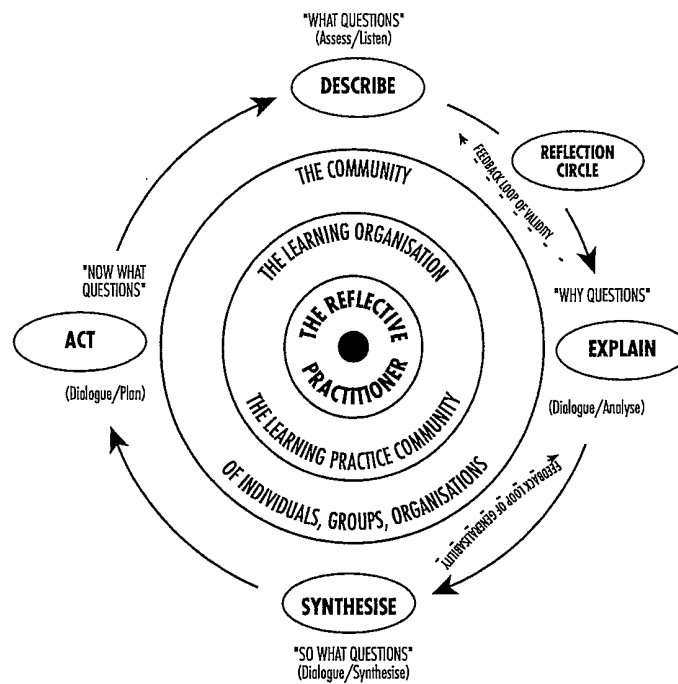 "WHAT QUESTIONS"
(Assess/Listen)
DESCRIBE
REFLECTION
CIRCLE
FEEDBACK LOOP OF VALIDITY
THE COMMUNITY
THE LEARNING ORGANISATION
THE REFLECTIVE
PRACTITIONER
THE LEARNING PRACTICE COMMUNITY
OF INDIVIDUALS, GROUPS, ORGANISATIONS
"NOW WHAT
QUESTIONS"
ACT
(Dialogue/Plan)
"WHY QUESTIONS"
EXPLAIN
(Dialogue/Analyse)
FEEDBACK LOOP OF GENERALISABILITY
SYNTHESISE
"SO WHAT QUESTIONS"
(Dialogue/Synthesise)